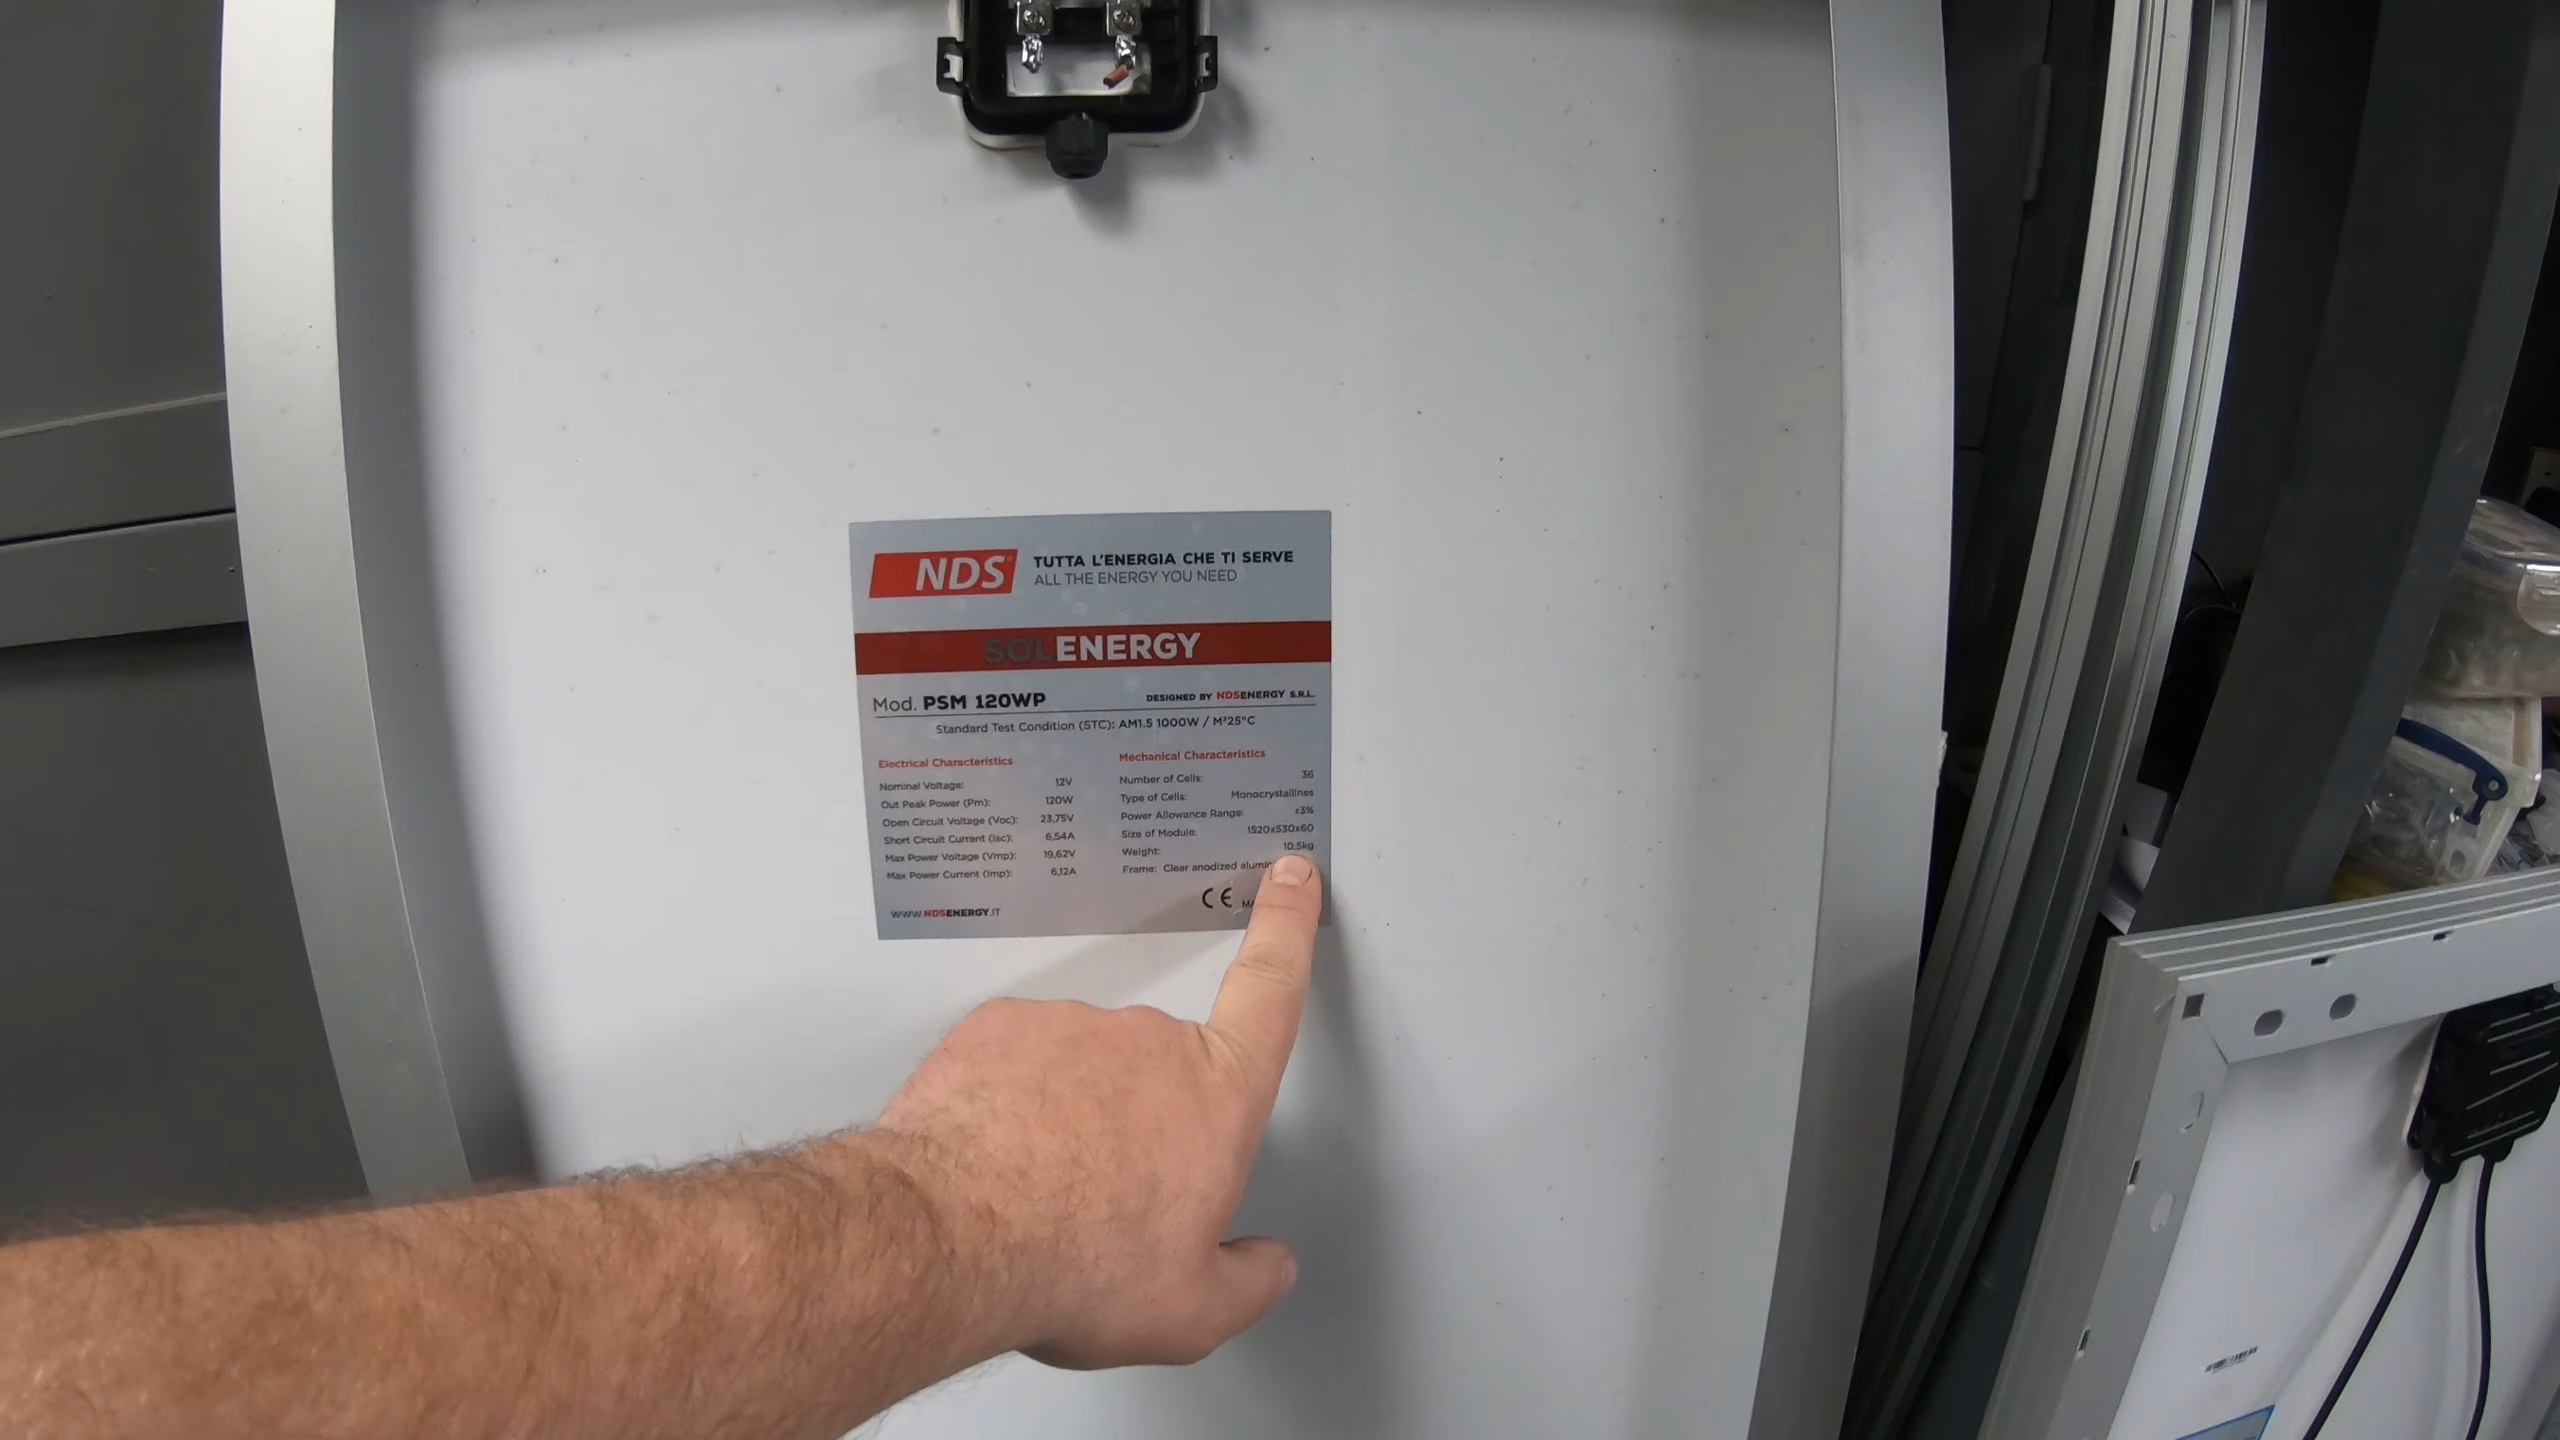 NDS TUTTA L'ENERGIA CHE TI SERVE
ALL THE ENERGY YOU NEED
SOLENERGY
Mod. PSM 120WP DESIGNED BY NDSENERGY S.R.L.
Standard Test Condition (STC): AM1.5 1000W / M²25°C
Electrical Characteristics
Nominal Voltage: 12V
Out Peak Power (Pm): 120W
Open Circuit Voltage (Voc): 23,75V
Short Circuit Current (Isc): 6,54A
Max Power Voltage (Vmp): 19,62V
Max Power Current (Imp): 6,12A
WWW.NDSENERGY.IT
Mechanical Characteristics
Number of Cells: 36
Type of Cells: Monocrystallines
Power Allowance Range: ±3%
Size of Module: 1520x530x60
Weight: 10.5kg
Frame: Clear anodized
CE